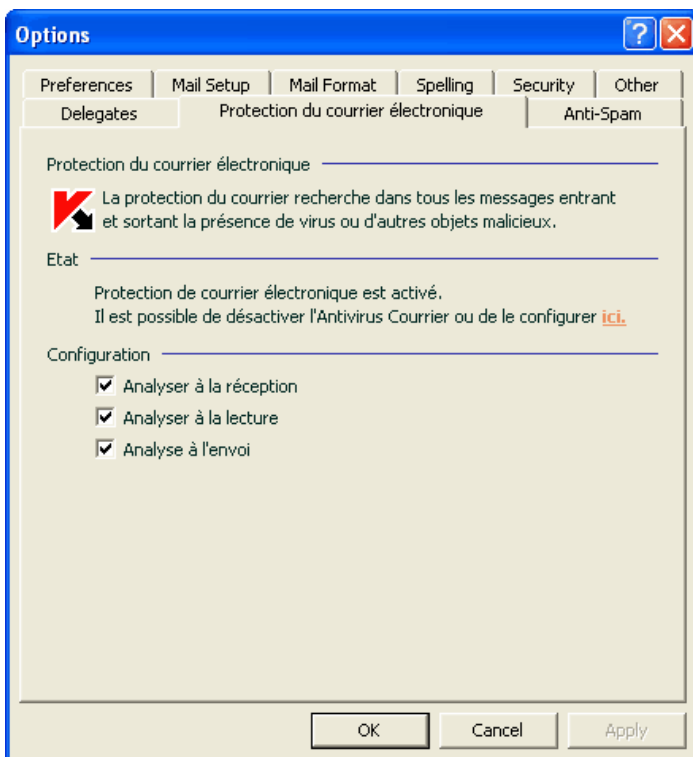 Options
Preferences Mail Setup Mail Format Spelling Security Other
Delegates Protection du courrier électronique Anti-Spam
Protection du courrier électronique
La protection du courrier recherche dans tous les messages entrant
et sortant la présence de virus ou d'autres objets malicieux.
Etat
Protection de courrier électronique est activé.
Il est possible de désactiver l'Antivirus Courrier ou de le configurer ici.
Configuration
Analyser à la réception
Analyser à la lecture
Analyse à l'envoi
OK Cancel Apply